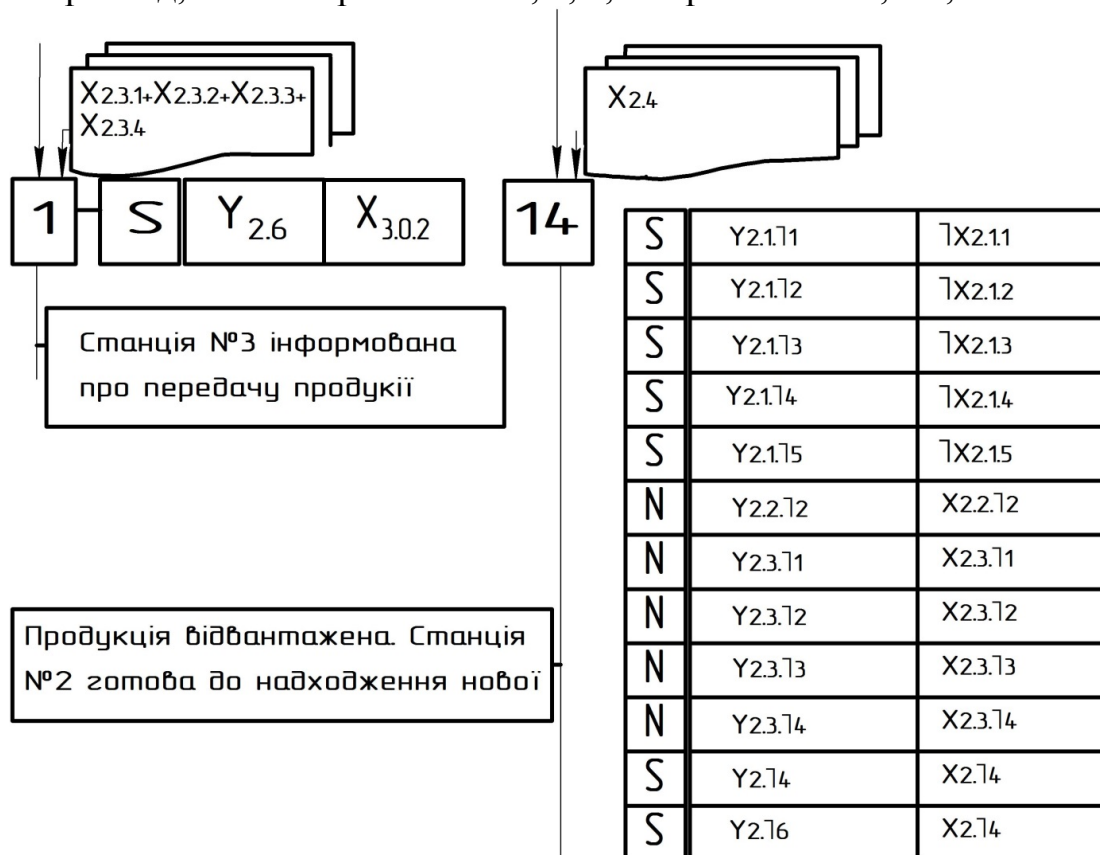 X2.3.1+X2.3.2+X2.3.3+
X2.3.4
X2.4
1 S Y2.6 X3.0.2
14
Станція №3 інформована
про передачу продукії
S Y2.1.⅂1 ⅂X2.1.1
S Y2.1.⅂2 ⅂X2.1.2
S Y2.1.⅂3 ⅂X2.1.3
S Y2.1.⅂4 ⅂X2.1.4
S Y2.1.⅂5 ⅂X2.1.5
N Y2.2.⅂2 X2.2.⅂2
N Y2.3.⅂1 X2.3.⅂1
N Y2.3.⅂2 X2.3.⅂2
N Y2.3.⅂3 X2.3.⅂3
N Y2.3.⅂4 X2.3.⅂4
S Y2.⅂4 X2.⅂4
S Y2.⅂6 X2.⅂4
Продукція відвантажена. Станція
№2 готова до надходження нової